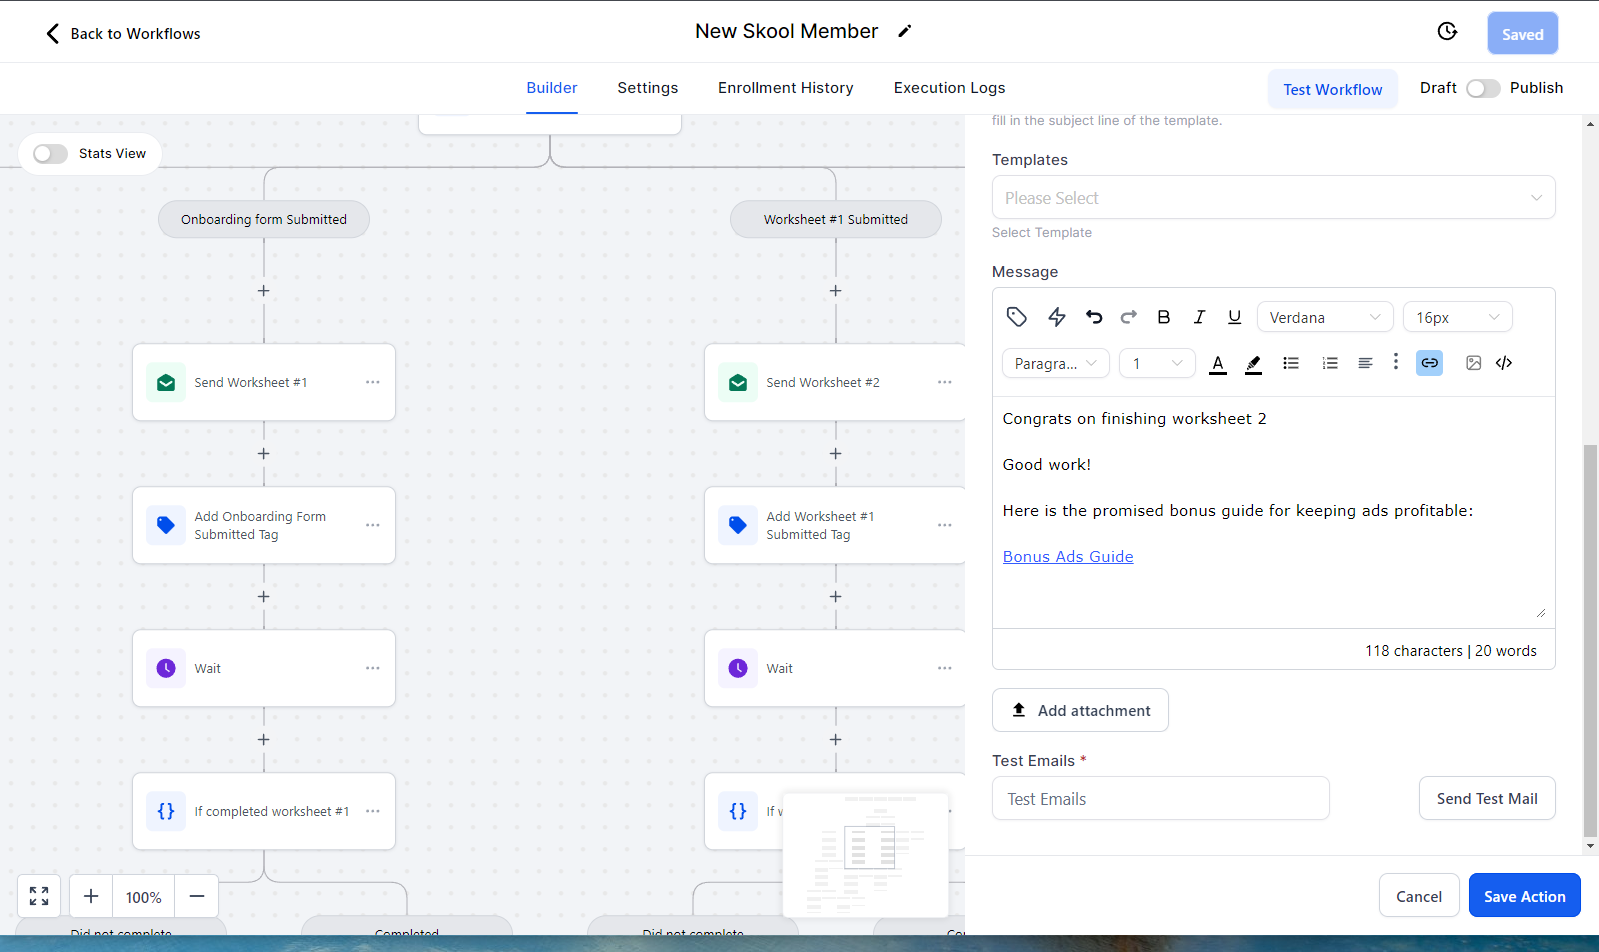 Back to Workflows
New Skool Member
Saved
Builder
Settings
Enrollment History
Execution Logs
Test Workflow
Draft
Publish
Stats View
Onboarding form Submitted
Worksheet #1 Submitted
Send Worksheet #1
Send Worksheet #2
Add Onboarding Form
Submitted Tag
Add Worksheet #1
Submitted Tag
Wait
Wait
If completed worksheet #1
If w
100%
Did not complete
Completed
Did not complete
Co
fill in the subject line of the template.
Templates
Please Select
Select Template
Message
Verdana
16px
Paragra...
1
Congrats on finishing worksheet 2
Good work!
Here is the promised bonus guide for keeping ads profitable:
Bonus Ads Guide
118 characters | 20 words
Add attachment
Test Emails *
Test Emails
Send Test Mail
Cancel
Save Action